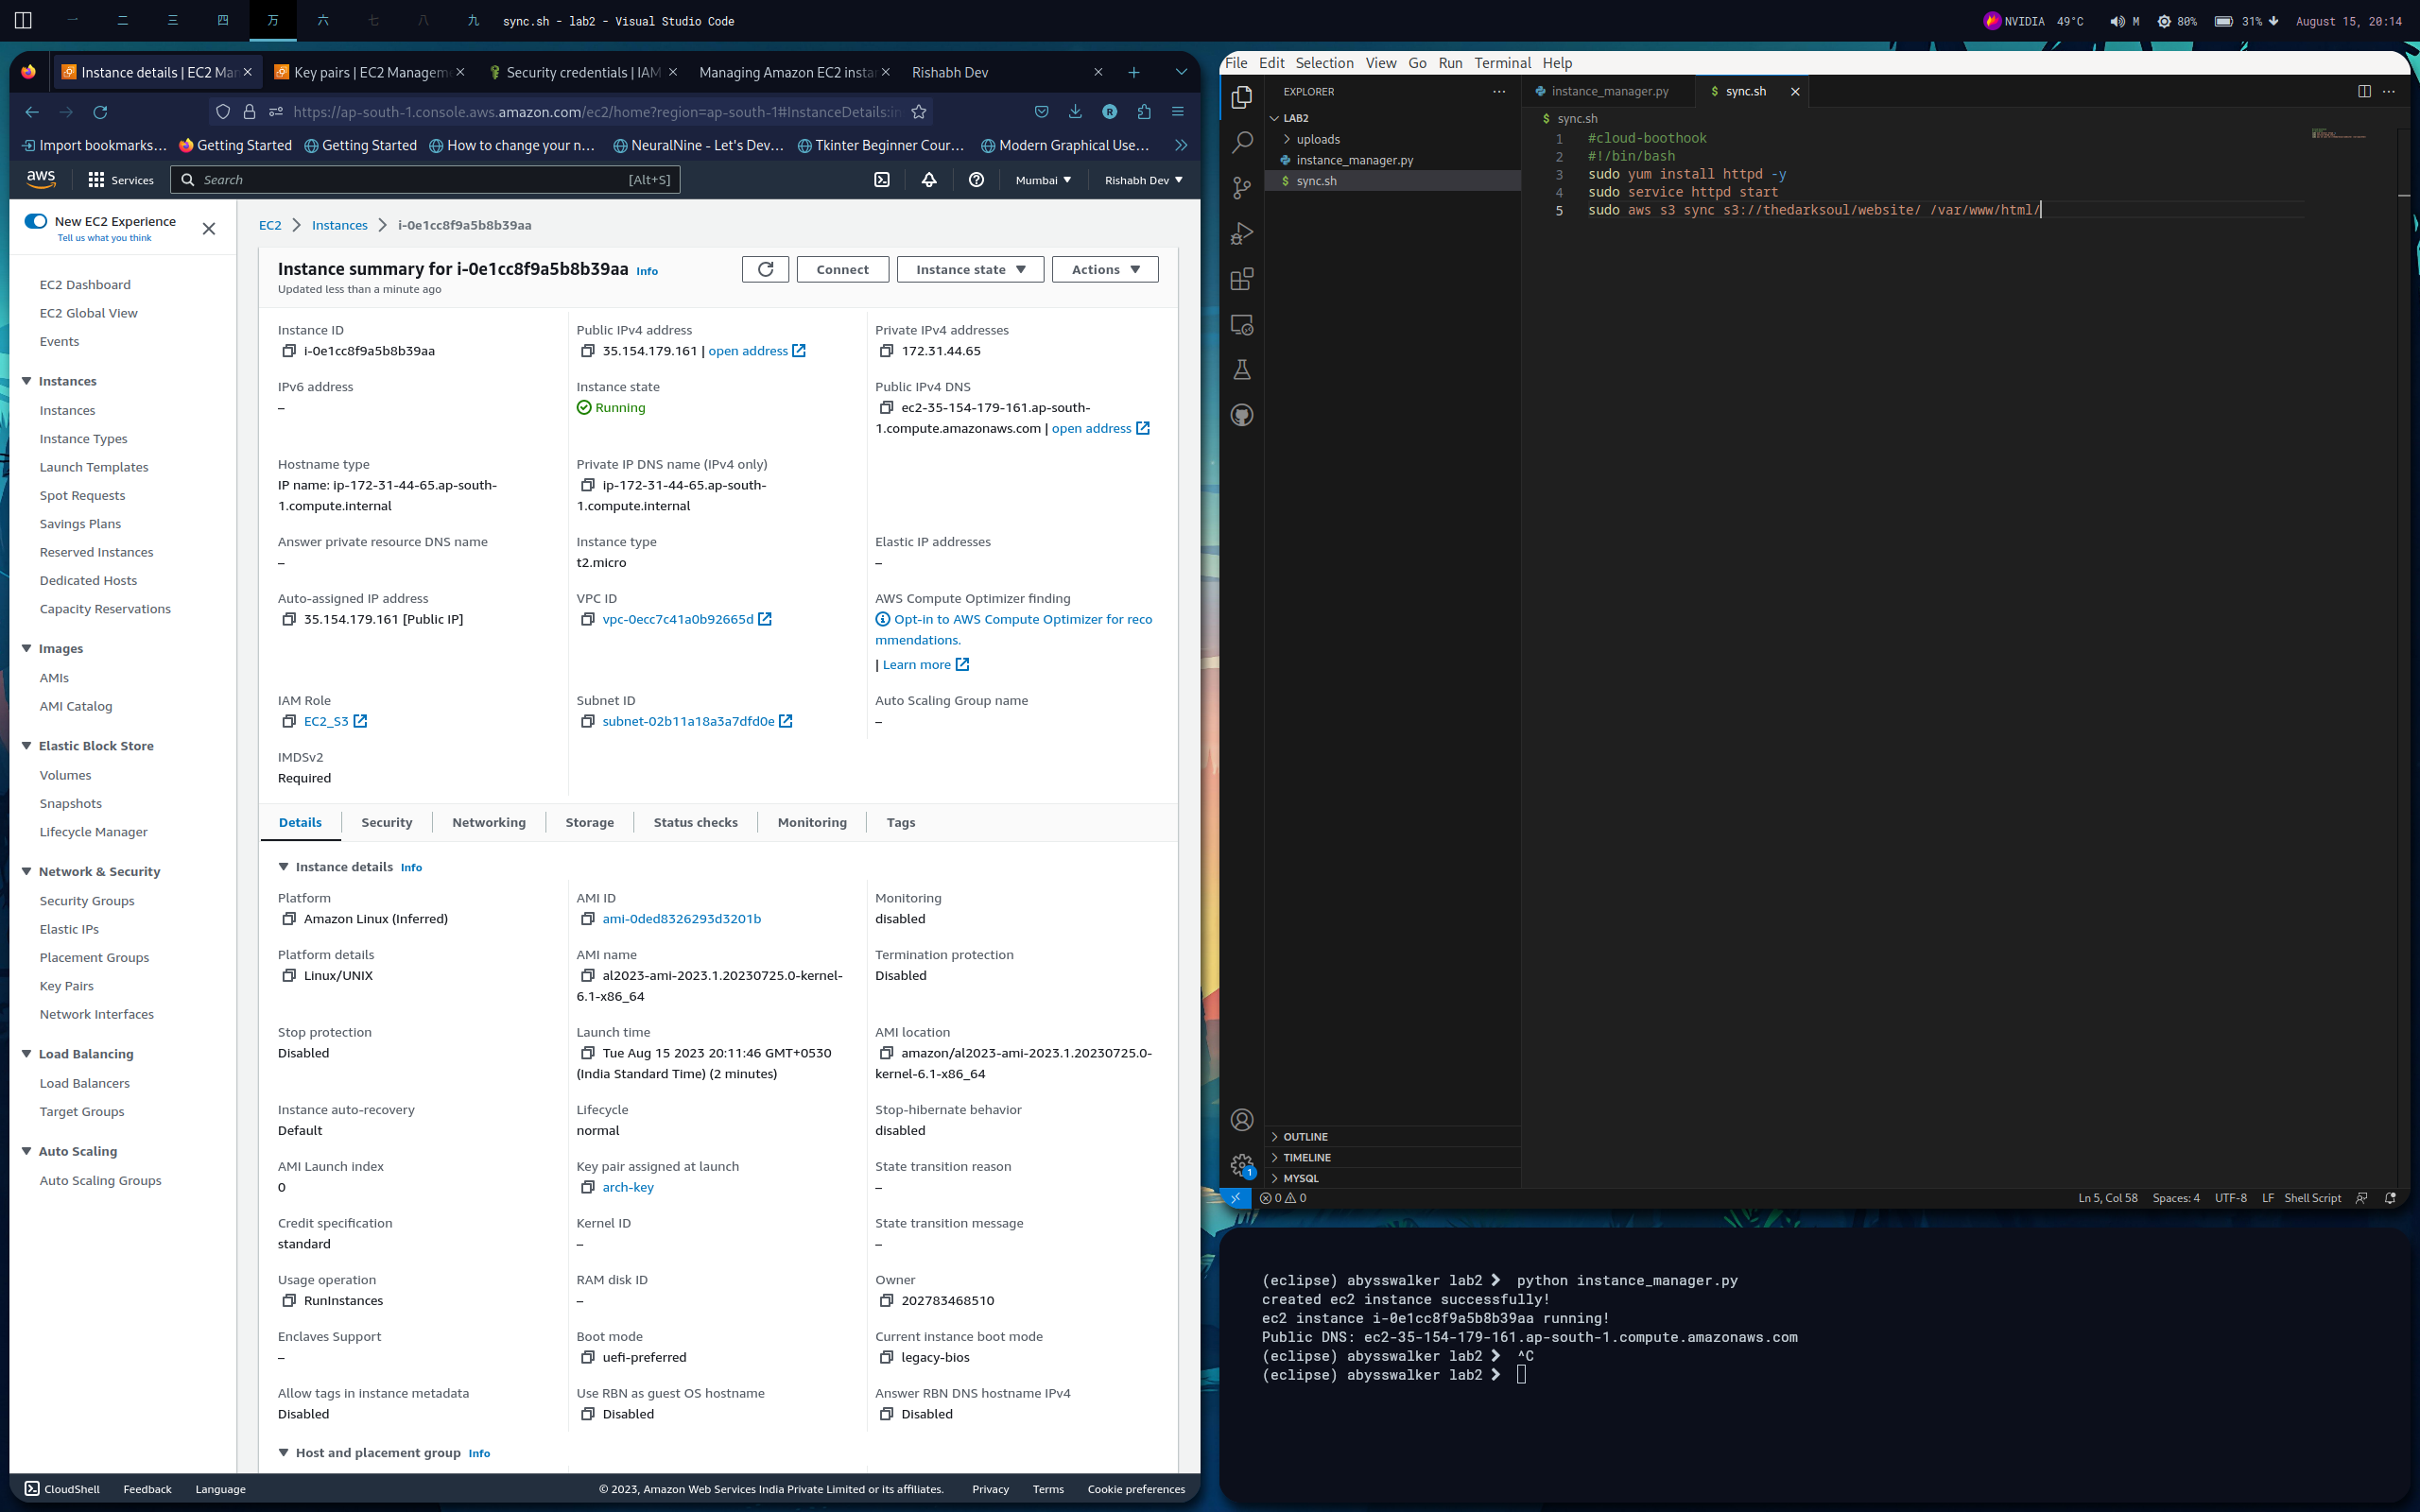 一 二 三 四 万 六 七 八 九 sync.sh - lab2 - Visual Studio Code
NVIDIA 49°C M 80% 31% August 15, 20:14
Instance details | EC2 Man
Key pairs | EC2 Managem
Security credentials | IAM
Managing Amazon EC2 insta
Rishabh Dev
https://ap-south-1.console.aws.amazon.com/ec2/home?region=ap-south-1#InstanceDetails:in
Import bookmarks... Getting Started Getting Started How to change your n... NeuralNine - Let's Dev... Tkinter Beginner Cour... Modern Graphical Use...
aws Services Search [Alt+S] Mumbai Rishabh Dev
New EC2 Experience
Tell us what you think
EC2 Dashboard
EC2 Global View
Events
Instances
Instances
Instance Types
Launch Templates
Spot Requests
Savings Plans
Reserved Instances
Dedicated Hosts
Capacity Reservations
Images
AMIs
AMI Catalog
Elastic Block Store
Volumes
Snapshots
Lifecycle Manager
Network & Security
Security Groups
Elastic IPs
Placement Groups
Key Pairs
Network Interfaces
Load Balancing
Load Balancers
Target Groups
Auto Scaling
Auto Scaling Groups
EC2 > Instances > i-0e1cc8f9a5b8b39aa
Instance summary for i-0e1cc8f9a5b8b39aa Info
Updated less than a minute ago
Connect Instance state Actions
Instance ID
i-0e1cc8f9a5b8b39aa
Public IPv4 address
35.154.179.161 | open address
Private IPv4 addresses
172.31.44.65
IPv6 address
–
Instance state
Running
Public IPv4 DNS
ec2-35-154-179-161.ap-south-
1.compute.amazonaws.com | open address
Hostname type
IP name: ip-172-31-44-65.ap-south-
1.compute.internal
Private IP DNS name (IPv4 only)
ip-172-31-44-65.ap-south-
1.compute.internal
Answer private resource DNS name
–
Instance type
t2.micro
Elastic IP addresses
–
Auto-assigned IP address
35.154.179.161 [Public IP]
VPC ID
vpc-0ecc7c41a0b92665d
AWS Compute Optimizer finding
Opt-in to AWS Compute Optimizer for reco
mmendations.
| Learn more
IAM Role
EC2_S3
Subnet ID
subnet-02b11a18a3a7dfd0e
Auto Scaling Group name
–
IMDSv2
Required
Details Security Networking Storage Status checks Monitoring Tags
Instance details Info
Platform
Amazon Linux (Inferred)
AMI ID
ami-0ded8326293d3201b
Monitoring
disabled
Platform details
Linux/UNIX
AMI name
al2023-ami-2023.1.20230725.0-kernel-
6.1-x86_64
Termination protection
Disabled
Stop protection
Disabled
Launch time
Tue Aug 15 2023 20:11:46 GMT+0530
(India Standard Time) (2 minutes)
AMI location
amazon/al2023-ami-2023.1.20230725.0-
kernel-6.1-x86_64
Instance auto-recovery
Default
Lifecycle
normal
Stop-hibernate behavior
disabled
AMI Launch index
0
Key pair assigned at launch
arch-key
State transition reason
–
Credit specification
standard
Kernel ID
–
State transition message
–
Usage operation
RunInstances
RAM disk ID
–
Owner
202783468510
Enclaves Support
–
Boot mode
uefi-preferred
Current instance boot mode
legacy-bios
Allow tags in instance metadata
Disabled
Use RBN as guest OS hostname
Disabled
Answer RBN DNS hostname IPv4
Disabled
Host and placement group Info
CloudShell Feedback Language © 2023, Amazon Web Services India Private Limited or its affiliates. Privacy Terms Cookie preferences
File Edit Selection View Go Run Terminal Help
EXPLORER
LAB2
uploads
instance_manager.py
sync.sh
OUTLINE
TIMELINE
MYSQL
instance_manager.py sync.sh
sync.sh
1 #cloud-boothook
2 #!/bin/bash
3 sudo yum install httpd -y
4 sudo service httpd start
5 sudo aws s3 sync s3://thedarksoul/website/ /var/www/html/
1
0 0 Ln 5, Col 58 Spaces: 4 UTF-8 LF Shell Script
(eclipse) abysswalker lab2 ❯ python instance_manager.py
created ec2 instance successfully!
ec2 instance i-0e1cc8f9a5b8b39aa running!
Public DNS: ec2-35-154-179-161.ap-south-1.compute.amazonaws.com
(eclipse) abysswalker lab2 ❯ ^C
(eclipse) abysswalker lab2 ❯